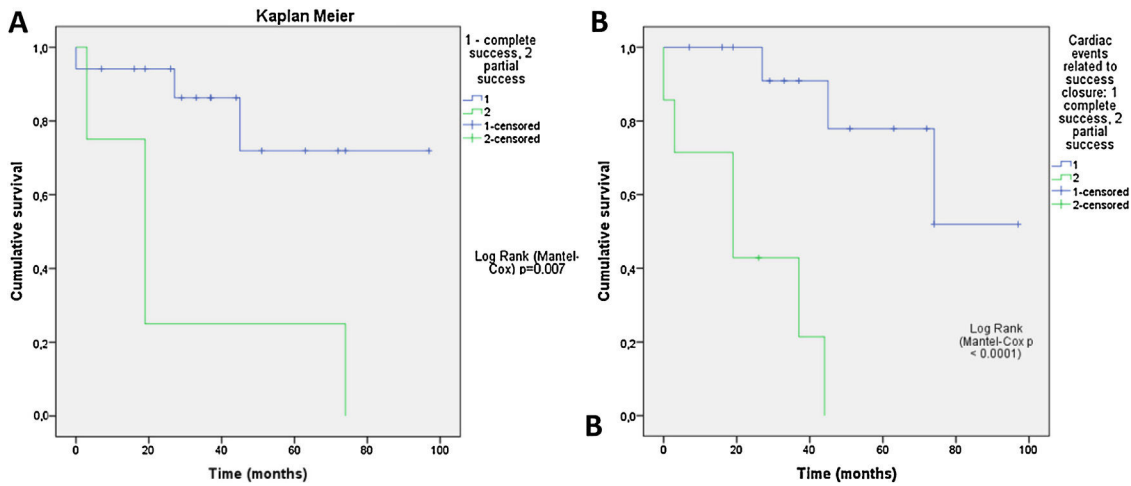 A
Kaplan Meier
1,0
0,8
0,6
0,4
0,2
0,0
Cumulative survival
0 20 40 60 80 100
Time (months)
1 - complete
success, 2
partial
success
1
2
1-censored
2-censored
Log Rank (Mantel-
Cox) p=0.007
B
1,0
0,8
0,6
0,4
0,2
0,0
Cumulative survival
0 20 40 60 80 100
Time (months)
Cardiac
events
related to
success
closure: 1
complete
success, 2
partial
success
1
2
1-censored
2-censored
Log Rank
(Mantel-Cox p
< 0.0001)
B